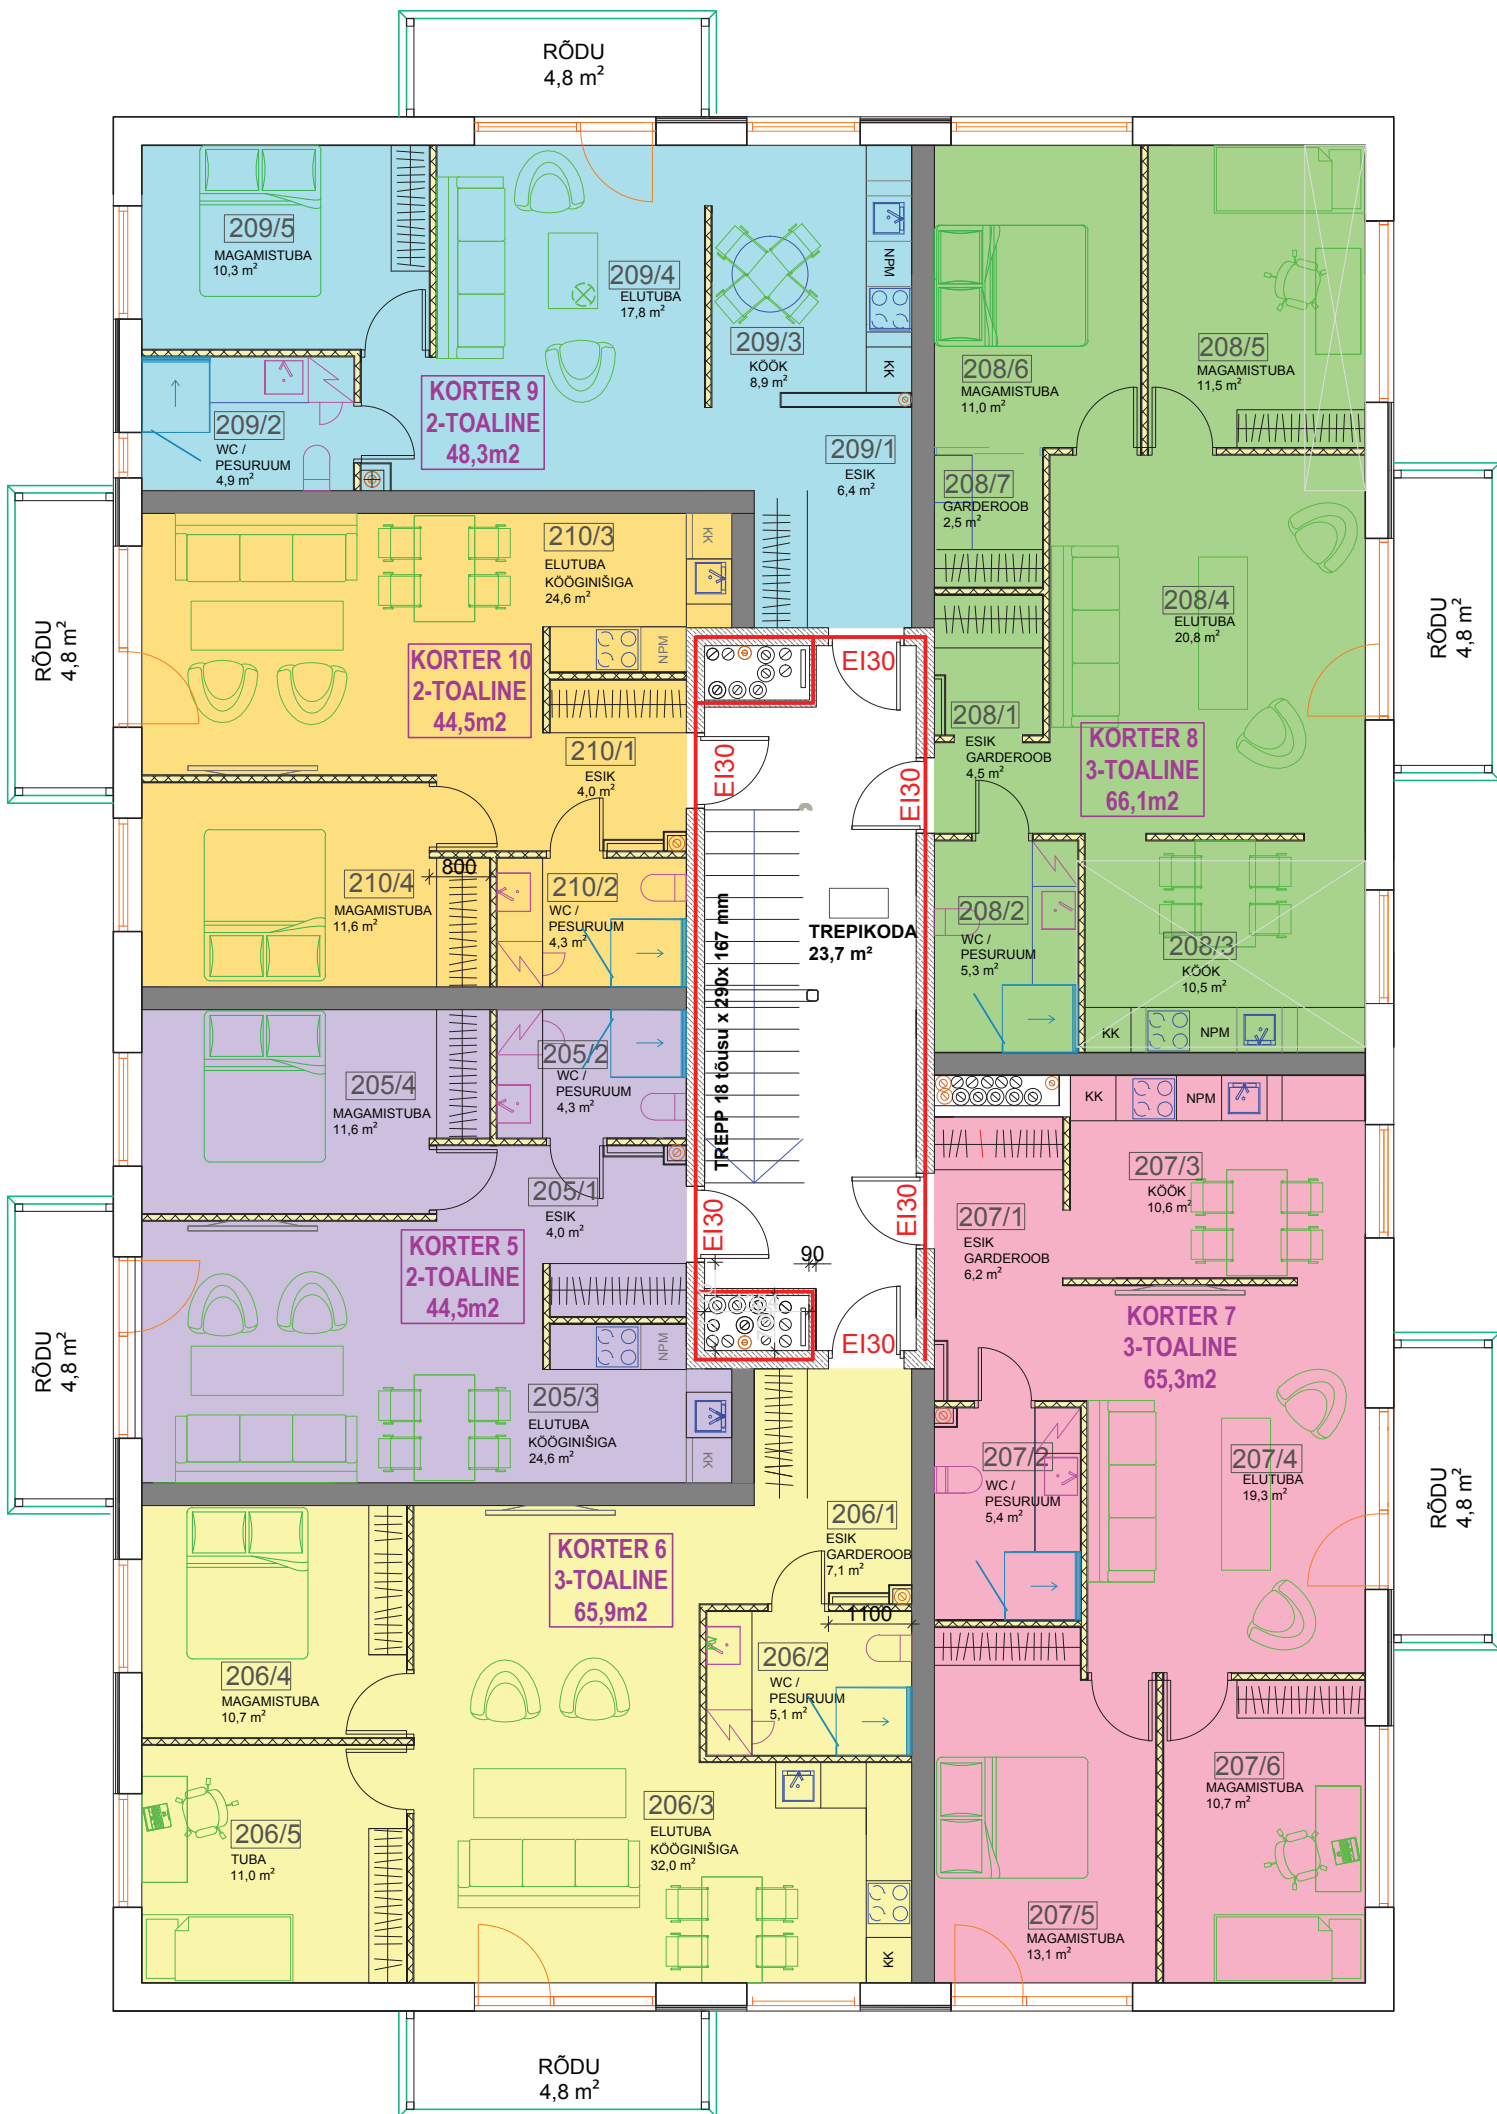 RÕDU
4,8 m²
209/5
MAGAMISTUBA
10,3 m²
209/4
ELUTUBA
17,8 m²
209/3
KÖÖK
8,9 m²
NPM
KK
209/2
WC /
PESURUUM
4,9 m²
KORTER 9
2-TOALINE
48,3m2
209/1
ESIK
6,4 m²
208/6
MAGAMISTUBA
11,0 m²
208/5
MAGAMISTUBA
11,5 m²
208/7
GARDEROOB
2,5 m²
208/4
ELUTUBA
20,8 m²
RÕDU
4,8 m²
208/1
ESIK
GARDEROOB
4,5 m²
KORTER 8
3-TOALINE
66,1m2
208/2
WC /
PESURUUM
5,3 m²
208/3
KÖÖK
10,5 m²
KK
NPM
RÕDU
4,8 m²
210/3
ELUTUBA
KÖÖGINIŠIGA
24,6 m²
KK
NPM
KORTER 10
2-TOALINE
44,5m2
210/1
ESIK
4,0 m²
210/4
MAGAMISTUBA
11,6 m²
800
210/2
WC /
PESURUUM
4,3 m²
EI30
EI30
EI30
TREPP 18 tõusu x 290x 167 mm
TREPIKODA
23,7 m²
EI30
EI30
90
EI30
205/4
MAGAMISTUBA
11,6 m²
205/2
WC /
PESURUUM
4,3 m²
205/1
ESIK
4,0 m²
KORTER 5
2-TOALINE
44,5m2
NPM
205/3
ELUTUBA
KÖÖGINIŠIGA
24,6 m²
KK
RÕDU
4,8 m²
KK
NPM
207/3
KÖÖK
10,6 m²
207/1
ESIK
GARDEROOB
6,2 m²
KORTER 7
3-TOALINE
65,3m2
207/2
WC /
PESURUUM
5,4 m²
207/4
ELUTUBA
19,3 m²
RÕDU
4,8 m²
207/6
MAGAMISTUBA
10,7 m²
207/5
MAGAMISTUBA
13,1 m²
206/1
ESIK
GARDEROOB
7,1 m²
1100
KORTER 6
3-TOALINE
65,9m2
206/2
WC /
PESURUUM
5,1 m²
206/4
MAGAMISTUBA
10,7 m²
206/5
TUBA
11,0 m²
206/3
ELUTUBA
KÖÖGINIŠIGA
32,0 m²
KK
RÕDU
4,8 m²